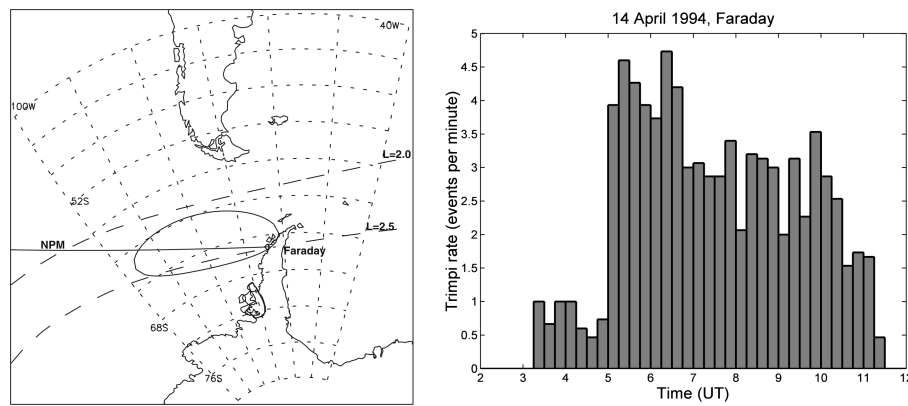 40W
100W
L=2.0
52S
L=2.5
NPM
Faraday
68S
76S
14 April 1994, Faraday
Trimpi rate (events per minute)
5
4.5
4
3.5
3
2.5
2
1.5
1
0.5
0
2 3 4 5 6 7 8 9 10 11 12
Time (UT)